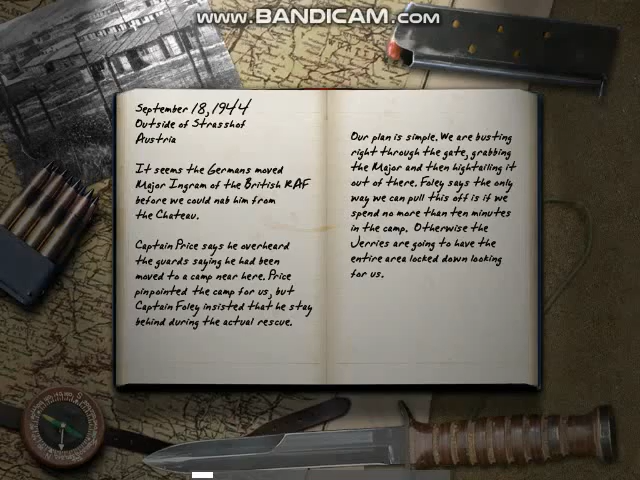 www.BANDICAM.com
September 18, 1944
Outside of Strasshof
Austria
It seems the Germans moved
Major Ingram of the British RAF
before we could nab him from
the Chateau.
Captain Price says he overheard
the guards saying he had been
moved to a camp near here. Price
pinpointed the camp for us, but
Captain Foley insisted that he stay
behind during the actual rescue.
Our plan is simple. We are busting
right through the gate, grabbing
the Major and then hightailing it
out of there. Foley says the only
way we can pull this off is if we
spend no more than ten minutes
in the camp. Otherwise the
Jerries are going to have the
entire area locked down looking
for us.